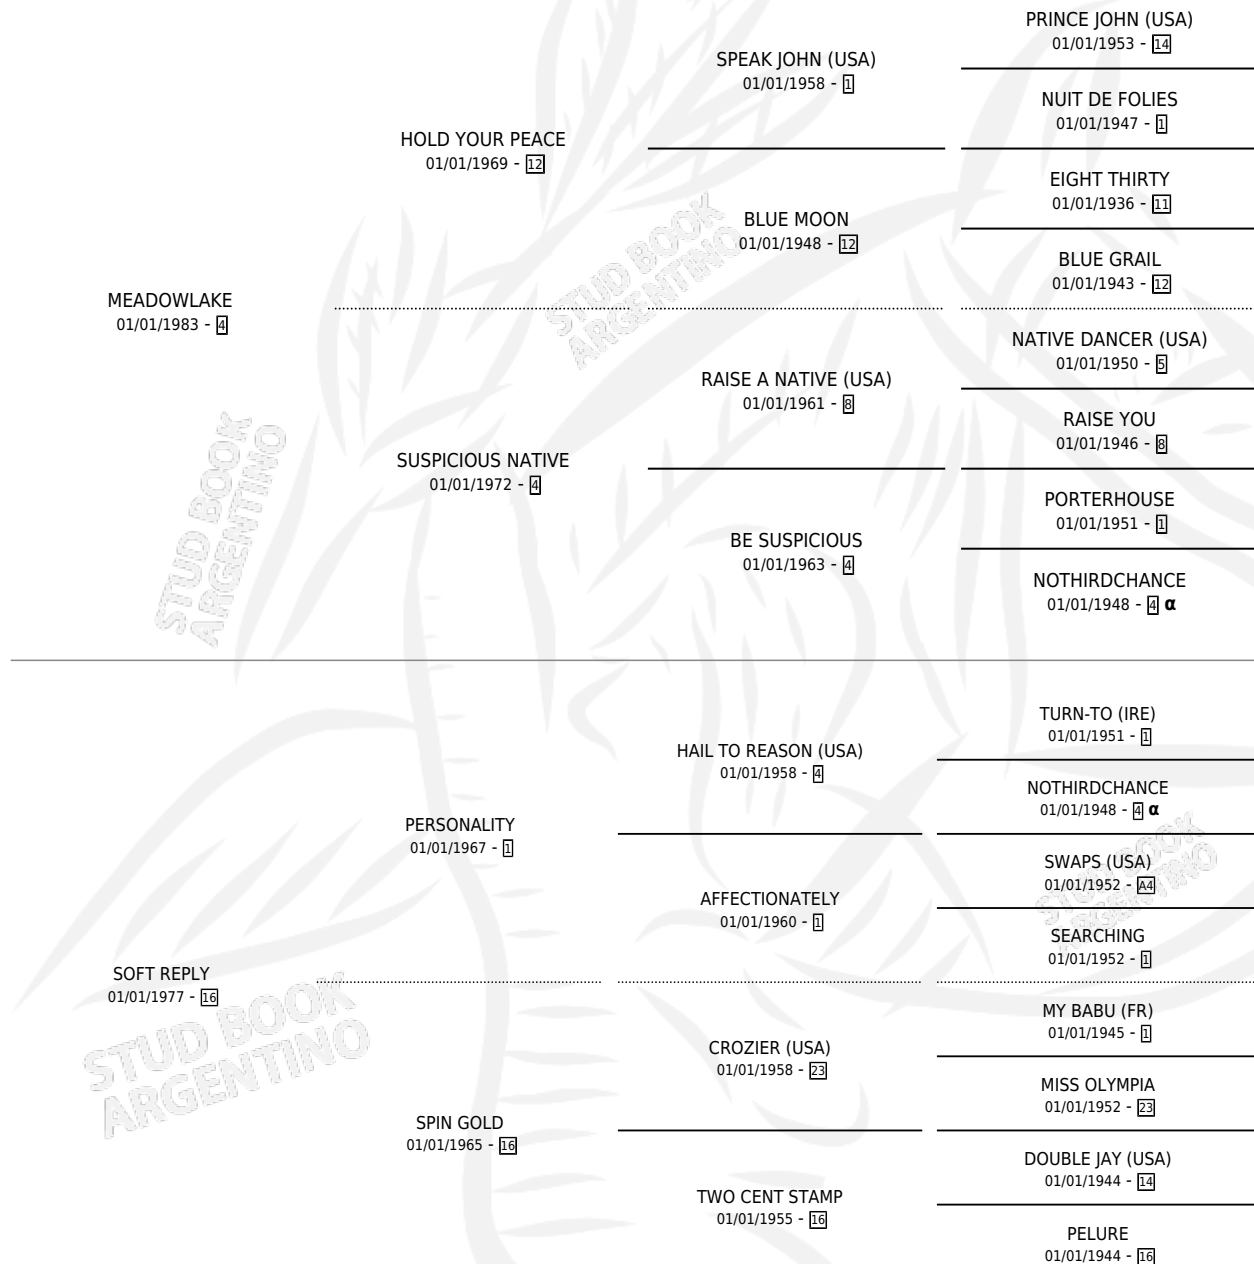 PRINCE JOHN (USA)
01/01/1953 - 14
SPEAK JOHN (USA)
01/01/1958 - 1
NUIT DE FOLIES
01/01/1947 - 1
HOLD YOUR PEACE
01/01/1969 - 12
EIGHT THIRTY
01/01/1936 - 11
BLUE MOON
01/01/1948 - 12
BLUE GRAIL
01/01/1943 - 12
STUD BOOK
ARGENTINO
MEADOWLAKE
01/01/1983 - 4
NATIVE DANCER (USA)
01/01/1950 - 5
RAISE A NATIVE (USA)
01/01/1961 - 8
RAISE YOU
01/01/1946 - 8
STUD BOOK
ARGENTINO
SUSPICIOUS NATIVE
01/01/1972 - 4
PORTERHOUSE
01/01/1951 - 1
BE SUSPICIOUS
01/01/1963 - 4
NOTHIRDCHANCE
01/01/1948 - 4 α
TURN-TO (IRE)
01/01/1951 - 1
HAIL TO REASON (USA)
01/01/1958 - 4
NOTHIRDCHANCE
01/01/1948 - 4 α
PERSONALITY
01/01/1967 - 1
SWAPS (USA)
01/01/1952 - A4
STUD BOOK
ARGENTINO
AFFECTIONATELY
01/01/1960 - 1
SEARCHING
01/01/1952 - 1
SOFT REPLY
01/01/1977 - 16
STUD BOOK
ARGENTINO
MY BABU (FR)
01/01/1945 - 1
CROZIER (USA)
01/01/1958 - 23
MISS OLYMPIA
01/01/1952 - 23
SPIN GOLD
01/01/1965 - 16
DOUBLE JAY (USA)
01/01/1944 - 14
TWO CENT STAMP
01/01/1955 - 16
PELURE
01/01/1944 - 16